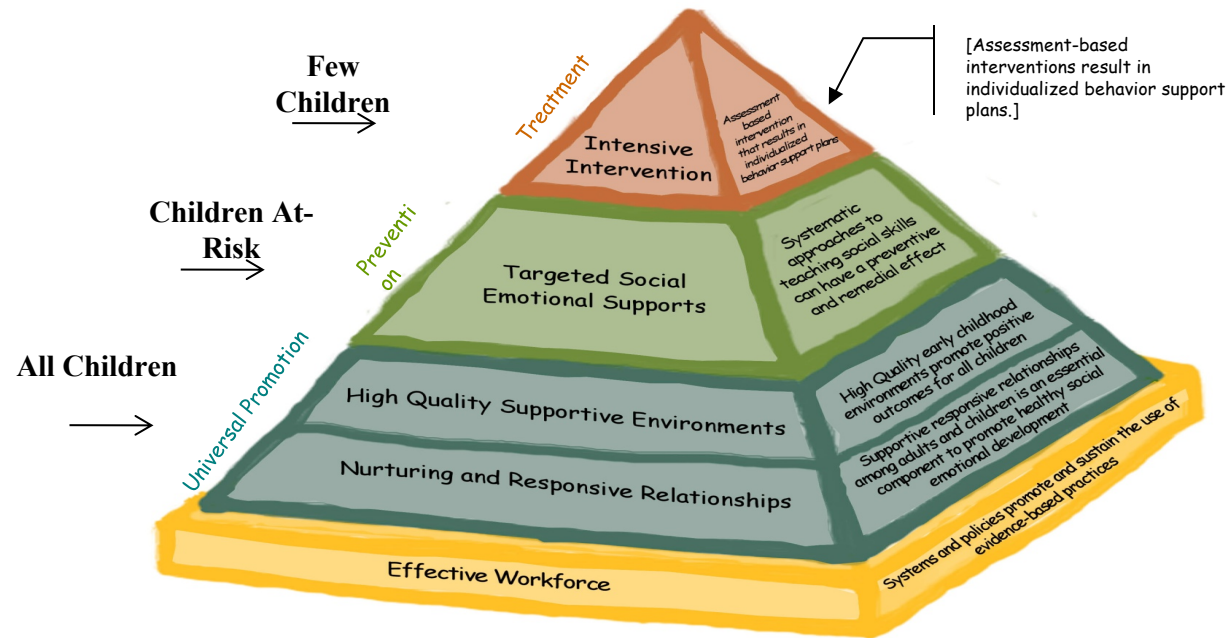 Few
Children
Treatment
[Assessment-based
interventions result in
individualized behavior support
plans.]
Intensive
Intervention
Assessment
based
intervention
that results in
individualized
behavior support plans
Children At-
Risk
Preventi
on
Targeted Social
Emotional Supports
Systematic
approaches to
teaching social skills
can have a preventive
and remedial effect
All Children
Universal Promotion
High Quality Supportive Environments
High Quality early childhood
environments promote positive
outcomes for all children
Nurturing and Responsive Relationships
Supportive responsive relationships
among adults and children is an essential
component to promote healthy social
emotional development
Effective Workforce
Systems and policies promote and sustain the use of
evidence-based practices